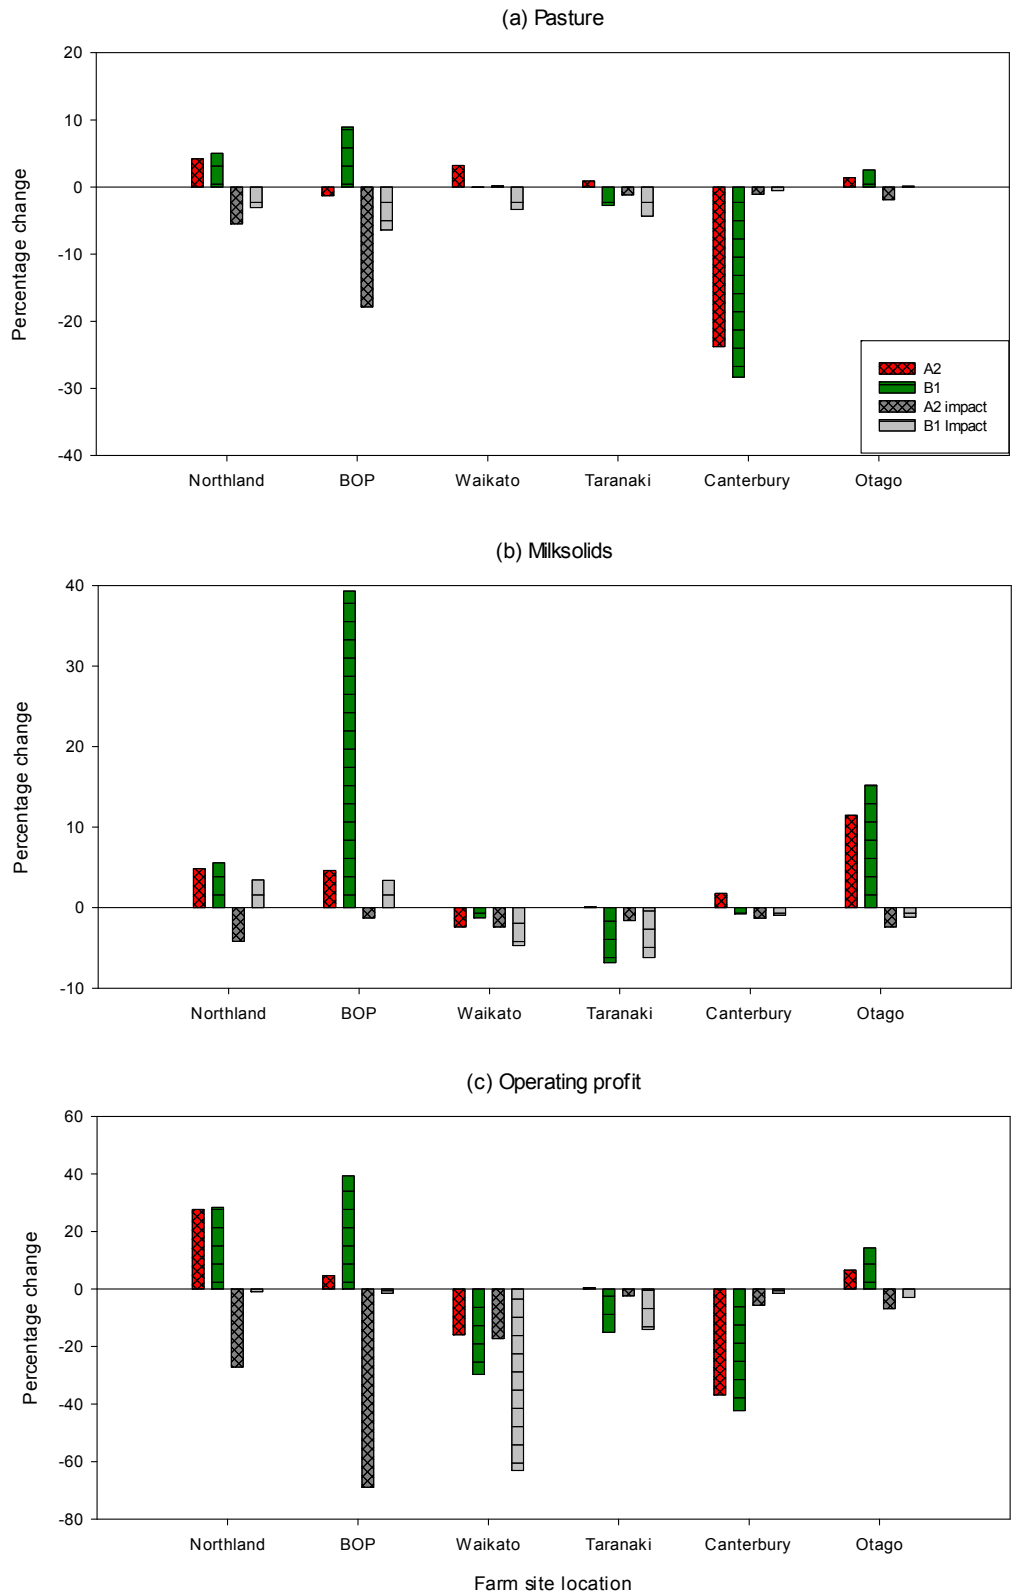 (a) Pasture
20
10
0
-10
-20
-30
-40
Percentage change
A2
B1
A2 impact
B1 Impact
Northland BOP Waikato Taranaki Canterbury Otago
(b) Milksolids
40
30
20
10
0
-10
Percentage change
Northland BOP Waikato Taranaki Canterbury Otago
(c) Operating profit
60
40
20
0
-20
-40
-60
-80
Percentage change
Northland BOP Waikato Taranaki Canterbury Otago
Farm site location